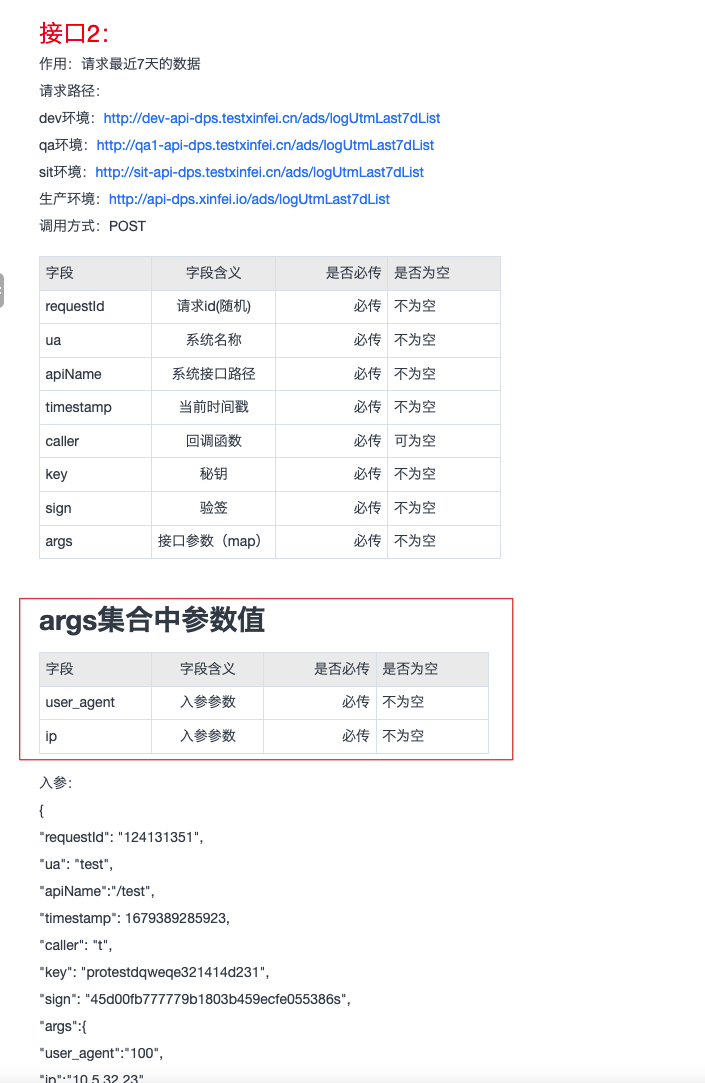 接口2：
作用：请求最近7天的数据
请求路径：
dev环境：http://dev-api-dps.testxinfei.cn/ads/logUtmLast7dList
qa环境：http://qa1-api-dps.testxinfei.cn/ads/logUtmLast7dList
sit环境：http://sit-api-dps.testxinfei.cn/ads/logUtmLast7dList
生产环境：http://api-dps.xinfei.io/ads/logUtmLast7dList
调用方式：POST
字段 字段含义 是否必传 是否为空
requestId 请求id(随机) 必传 不为空
ua 系统名称 必传 不为空
apiName 系统接口路径 必传 不为空
timestamp 当前时间戳 必传 不为空
caller 回调函数 必传 可为空
key 秘钥 必传 不为空
sign 验签 必传 不为空
args 接口参数（map） 必传 不为空
args集合中参数值
字段 字段含义 是否必传 是否为空
user_agent 入参参数 必传 不为空
ip 入参参数 必传 不为空
入参：
{
"requestId": "124131351",
"ua": "test",
"apiName":"/test",
"timestamp": 1679389285923,
"caller": "t",
"key": "protestdqweqe321414d231",
"sign": "45d00fb777779b1803b459ecfe055386s",
"args":{
"user_agent":"100",
"ip":"10.5.32.23"